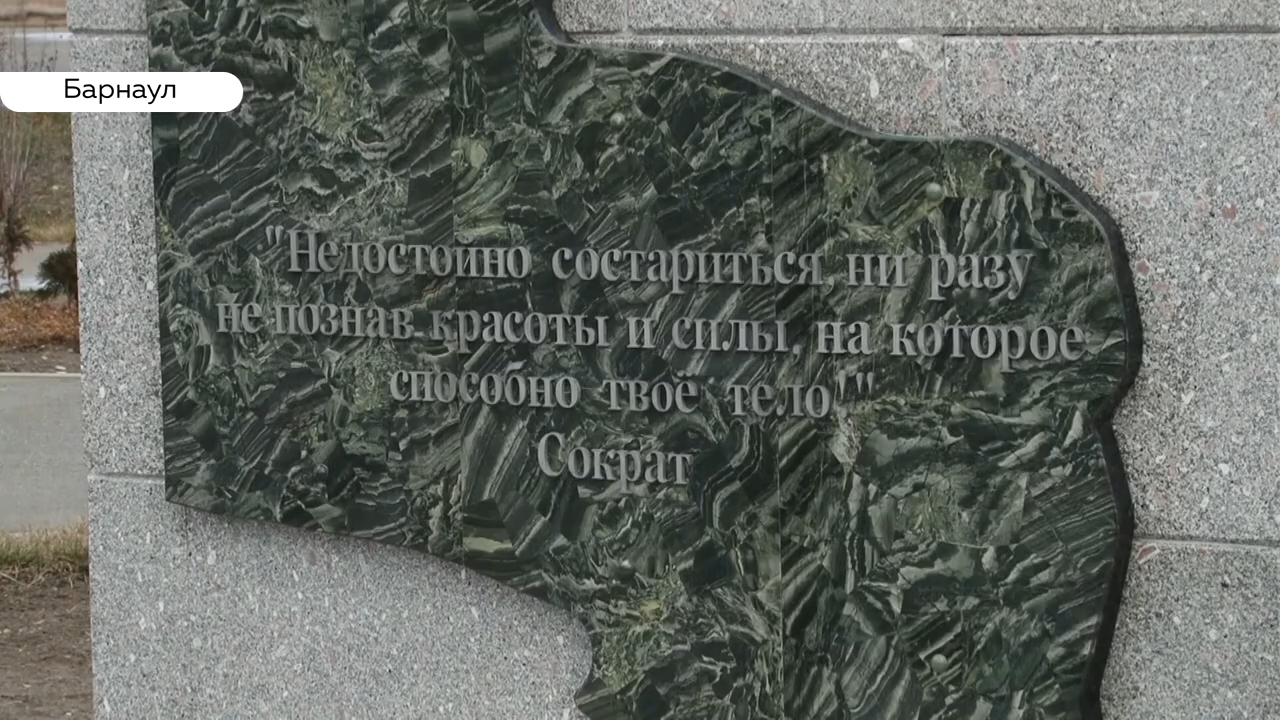 Барнаул
"Недостойно состариться, ни разу
не познав красоты и силы, на которое
способно твоё тело!"
Сократ